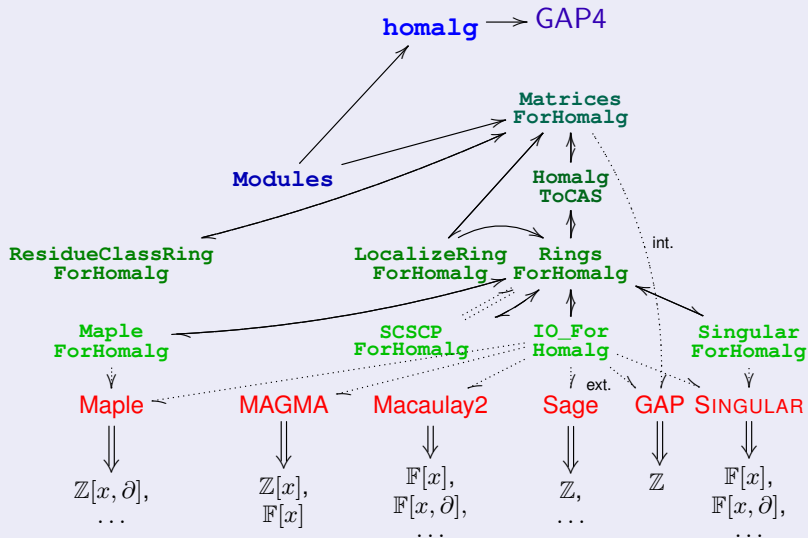 homalg GAP4
Matrices
ForHomalg
Modules
Homalg
ToCAS
int.
ResidueClassRing
ForHomalg
LocalizeRing
ForHomalg
Rings
ForHomalg
Maple
ForHomalg
SCSCP
ForHomalg
IO_For
Homalg
Singular
ForHomalg
ext.
Maple MAGMA Macaulay2 Sage GAP SINGULAR
ℤ[x, ∂],
...
ℤ[x],
𝔽[x]
𝔽[x],
𝔽[x, ∂],
...
ℤ,
...
ℤ
𝔽[x],
𝔽[x, ∂],
...